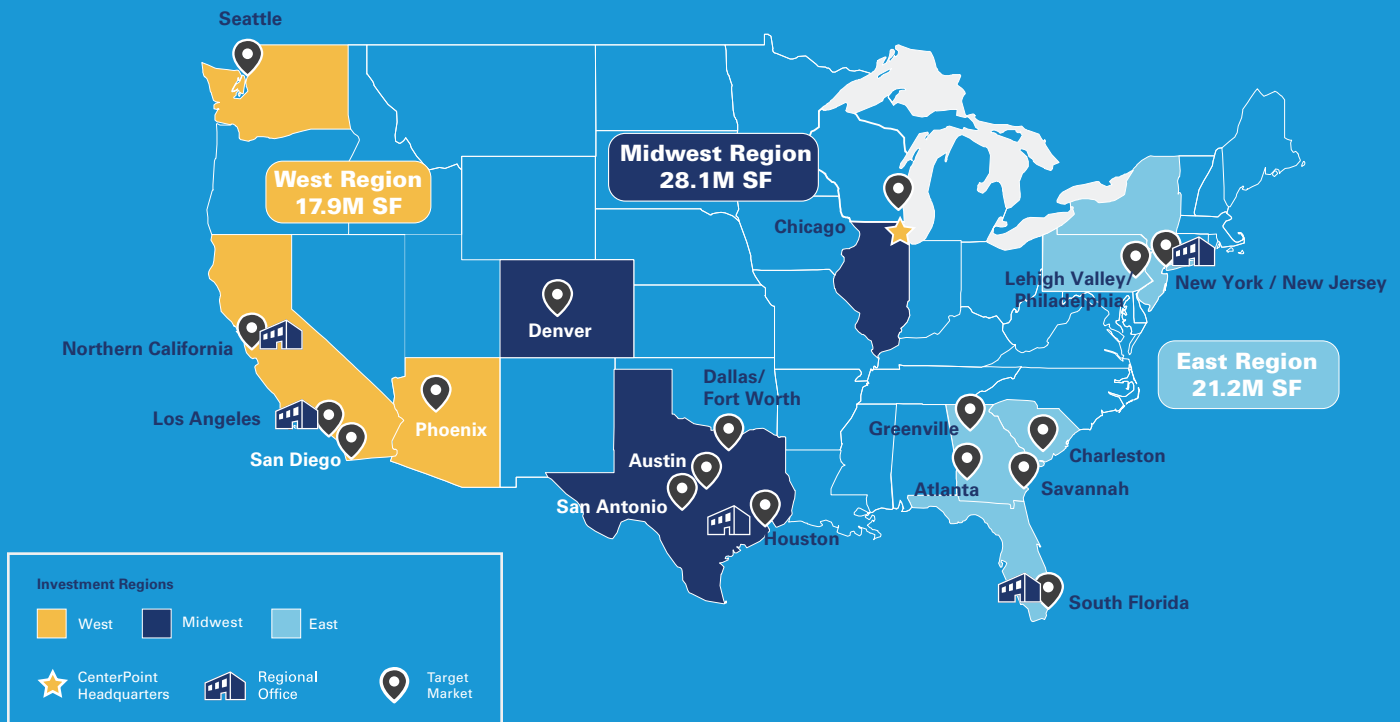 Seattle
West Region
17.9M SF
Midwest Region
28.1M SF
Chicago
Lehigh Valley/
Philadelphia
New York / New Jersey
East Region
21.2M SF
Denver
Northern California
Los Angeles
San Diego
Phoenix
Dallas/
Fort Worth
Austin
San Antonio
Houston
Greenville
Atlanta
Charleston
Savannah
South Florida
Investment Regions
West
Midwest
East
CenterPoint
Headquarters
Regional
Office
Target
Market